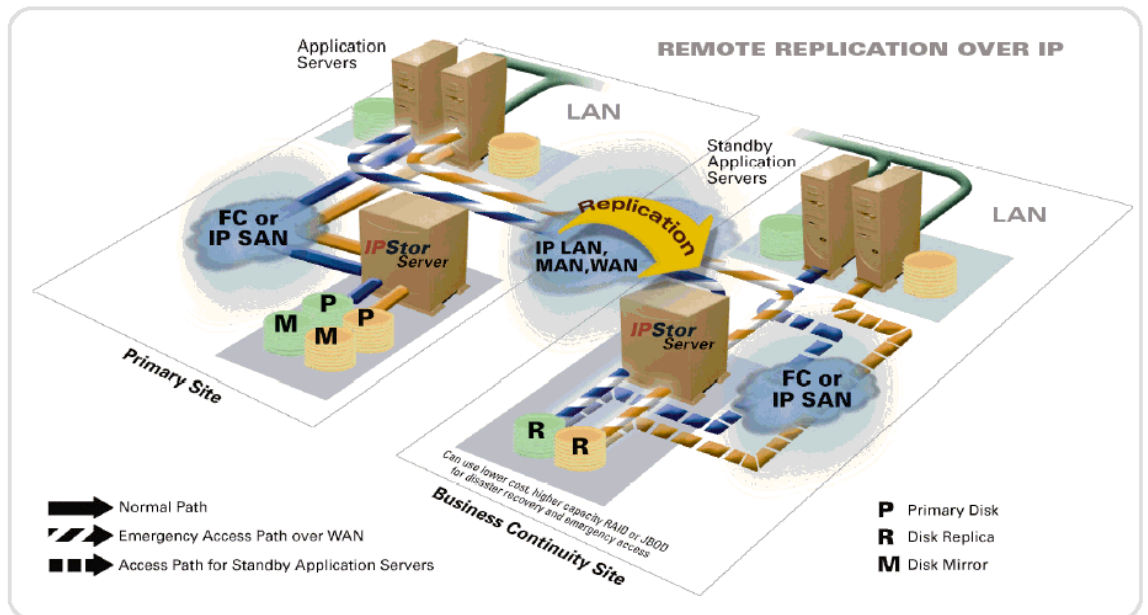 REMOTE REPLICATION OVER IP
Application
Servers
LAN
FC or
IP SAN
IPStor
Server
P
M
P
M
Primary Site
Replication
IP LAN,
MAN,WAN
Standby
Application
Servers
LAN
IPStor
Server
FC or
IP SAN
R
R
Can use lower cost, higher capacity RAID or JBOD
for disaster recovery and emergency access
Business Continuity Site
Normal Path
Emergency Access Path over WAN
Access Path for Standby Application Servers
P Primary Disk
R Disk Replica
M Disk Mirror